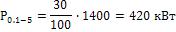 P₀.₁₋₅ = 30/100 · 1400 = 420 кВт